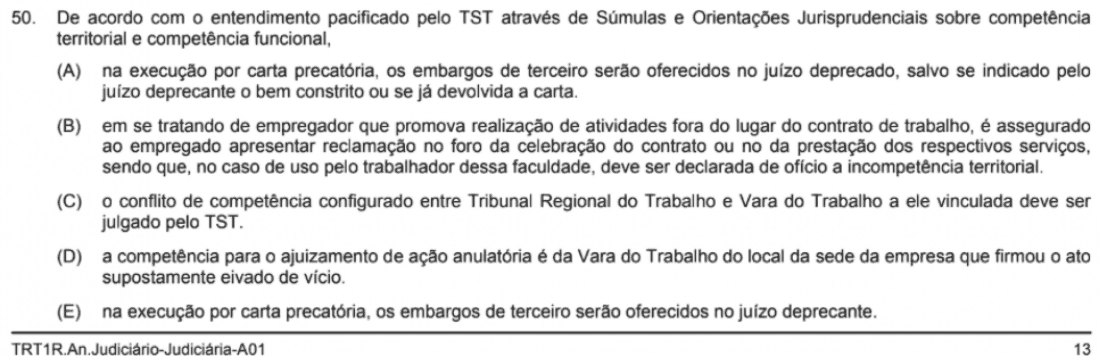 50. De acordo com o entendimento pacificado pelo TST através de Súmulas e Orientações Jurisprudenciais sobre competência
territorial e competência funcional,
(A) na execução por carta precatória, os embargos de terceiro serão oferecidos no juízo deprecado, salvo se indicado pelo
juízo deprecante o bem constrito ou se já devolvida a carta.
(B) em se tratando de empregador que promova realização de atividades fora do lugar do contrato de trabalho, é assegurado
ao empregado apresentar reclamação no foro da celebração do contrato ou no da prestação dos respectivos serviços,
sendo que, no caso de uso pelo trabalhador dessa faculdade, deve ser declarada de ofício a incompetência territorial.
(C) o conflito de competência configurado entre Tribunal Regional do Trabalho e Vara do Trabalho a ele vinculada deve ser
julgado pelo TST.
(D) a competência para o ajuizamento de ação anulatória é da Vara do Trabalho do local da sede da empresa que firmou o ato
supostamente eivado de vício.
(E) na execução por carta precatória, os embargos de terceiro serão oferecidos no juízo deprecante.
TRT1R.An.Judiciário-Judiciária-A01 13